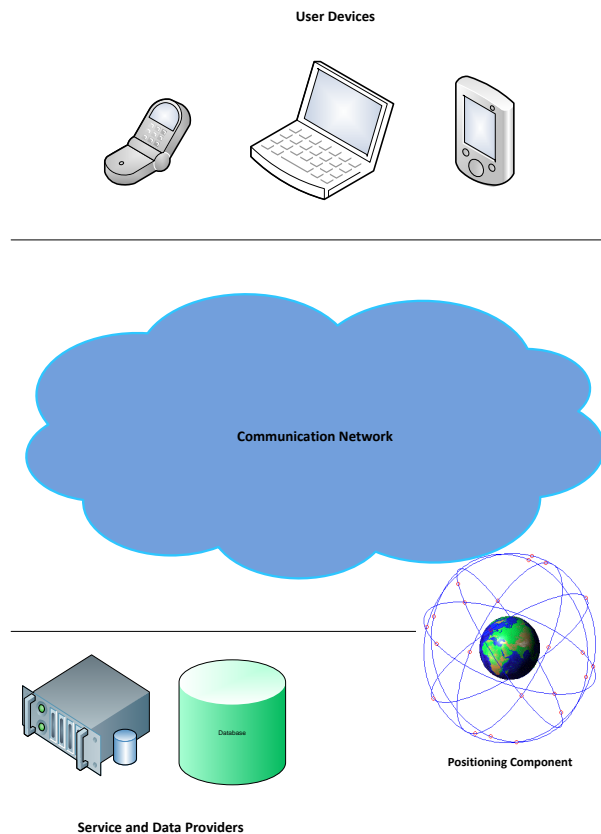 User Devices
Communication Network
Database
Positioning Component
Service and Data Providers